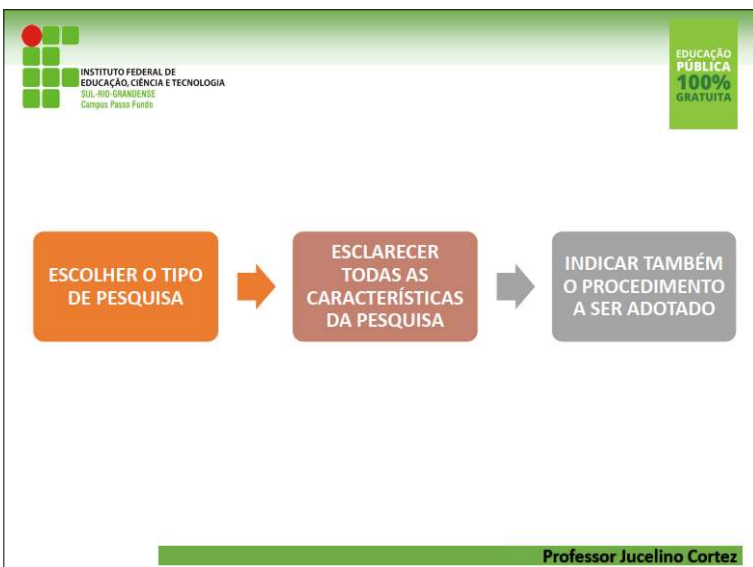 INSTITUTO FEDERAL DE
EDUCAÇÃO, CIÊNCIA E TECNOLOGIA
SUL-RIO-GRANDENSE
Campus Passo Fundo
EDUCAÇÃO
PÚBLICA
100%
GRATUITA
ESCOLHER O TIPO
DE PESQUISA
ESCLARECER
TODAS AS
CARACTERÍSTICAS
DA PESQUISA
INDICAR TAMBÉM
O PROCEDIMENTO
A SER ADOTADO
Professor Jucelino Cortez